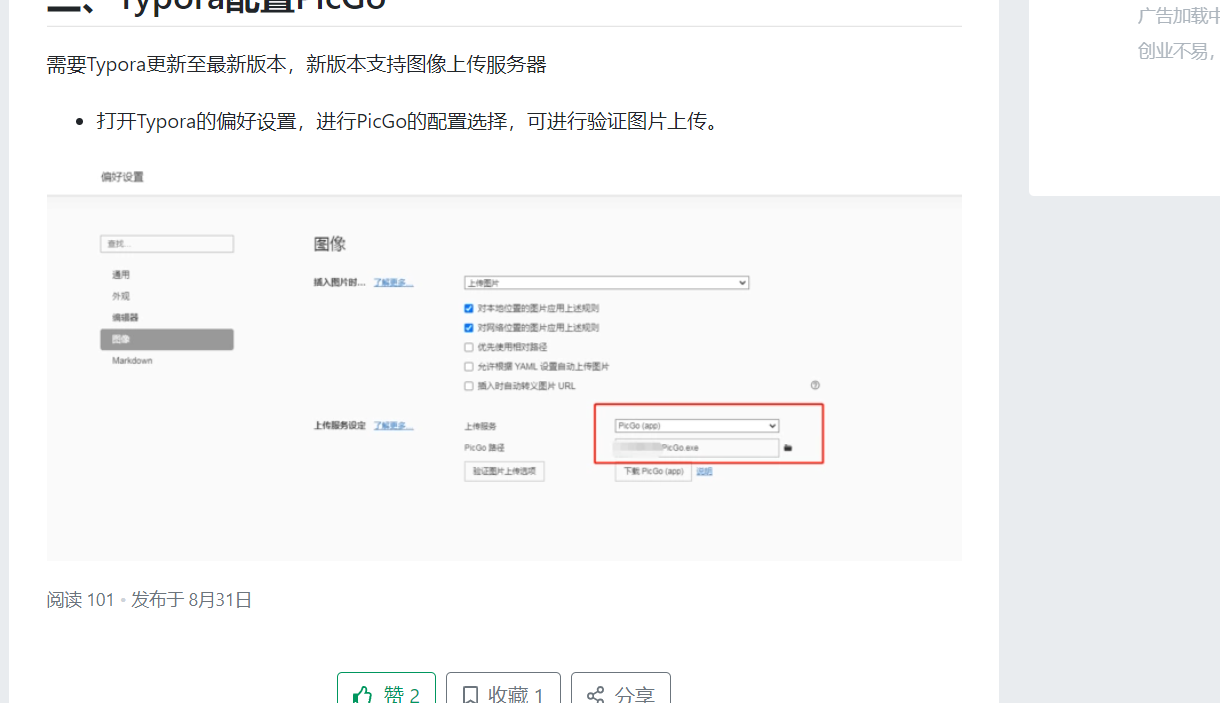 Typora配置PicGo
广告加载中
创业不易，
需要Typora更新至最新版本，新版本支持图像上传服务器
打开Typora的偏好设置，进行PicGo的配置选择，可进行验证图片上传。
偏好设置
查找...
通用
外观
编辑器
图像
Markdown
图像
插入图片时... 了解更多...
上传图片
对本地位置的图片应用上述规则
对网络位置的图片应用上述规则
优先使用相对路径
允许根据 YAML 设置自动上传图片
插入时自动转义图片 URL
上传服务设定 了解更多...
上传服务 PicGo (app)
PicGo 路径 PicGo.exe
验证图片上传选项 下载 PicGo (app) 说明
阅读 101 • 发布于 8月31日
赞 2 收藏 1 分享